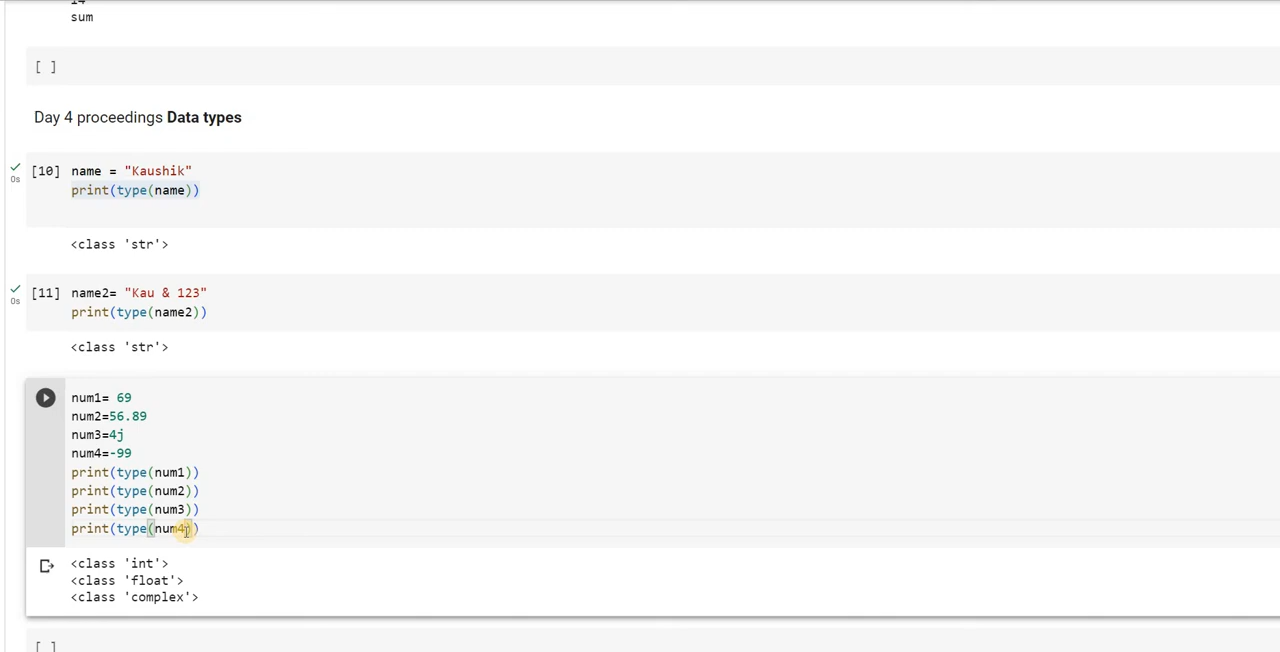 sum
[ ]
Day 4 proceedings Data types
[10] name = "Kaushik"
print(type(name))
0s
<class 'str'>
[11] name2= "Kau & 123"
print(type(name2))
0s
<class 'str'>
num1= 69
num2=56.89
num3=4j
num4=-99
print(type(num1))
print(type(num2))
print(type(num3))
print(type(num4))
<class 'int'>
<class 'float'>
<class 'complex'>
[ ]